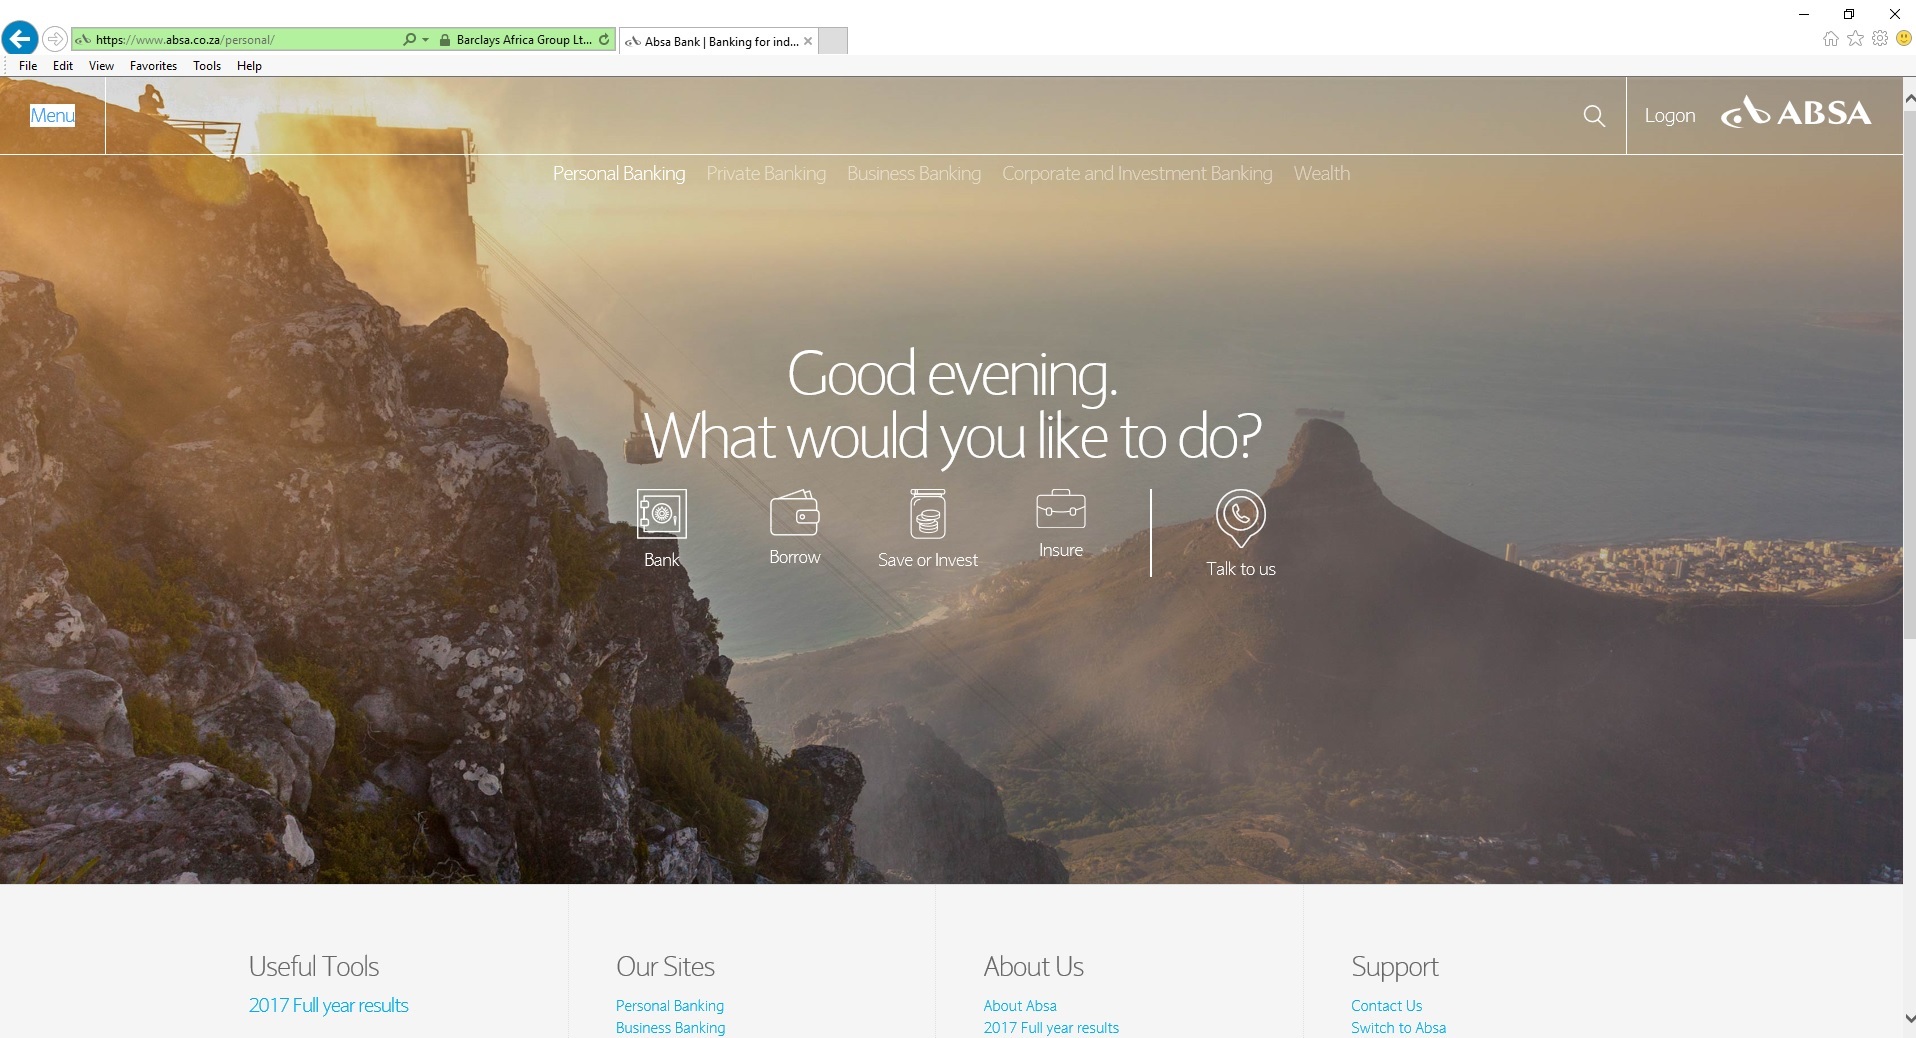 https://www.absa.co.za/personal/
Barclays Africa Group Lt...
Absa Bank | Banking for ind...
File Edit View Favorites Tools Help
Menu
Logon
ABSA
Personal Banking Private Banking Business Banking Corporate and Investment Banking Wealth
Good evening.
What would you like to do?
Bank
Borrow
Save or Invest
Insure
Talk to us
Useful Tools
2017 Full year results
Our Sites
Personal Banking
Business Banking
About Us
About Absa
2017 Full year results
Support
Contact Us
Switch to Absa